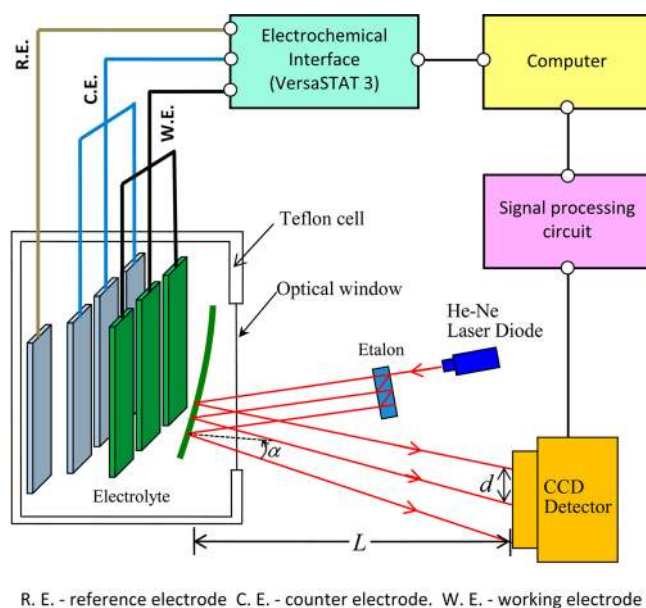 R.E.
C.E.
W.E.
Electrochemical
Interface
(VersaSTAT 3)
Computer
Signal processing
circuit
Teflon cell
Optical window
He-Ne
Laser Diode
Etalon
α
d
CCD
Detector
Electrolyte
L
R. E. - reference electrode C. E. - counter electrode. W. E. - working electrode